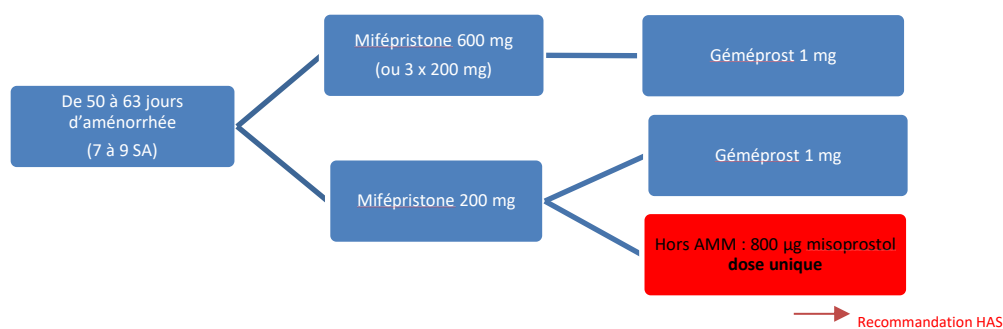 De 50 à 63 jours
d’aménorrhée
(7 à 9 SA)
Mifépristone 600 mg
(ou 3 x 200 mg)
Géméprost 1 mg
Mifépristone 200 mg
Géméprost 1 mg
Hors AMM : 800 µg misoprostol
dose unique
Recommandation HAS